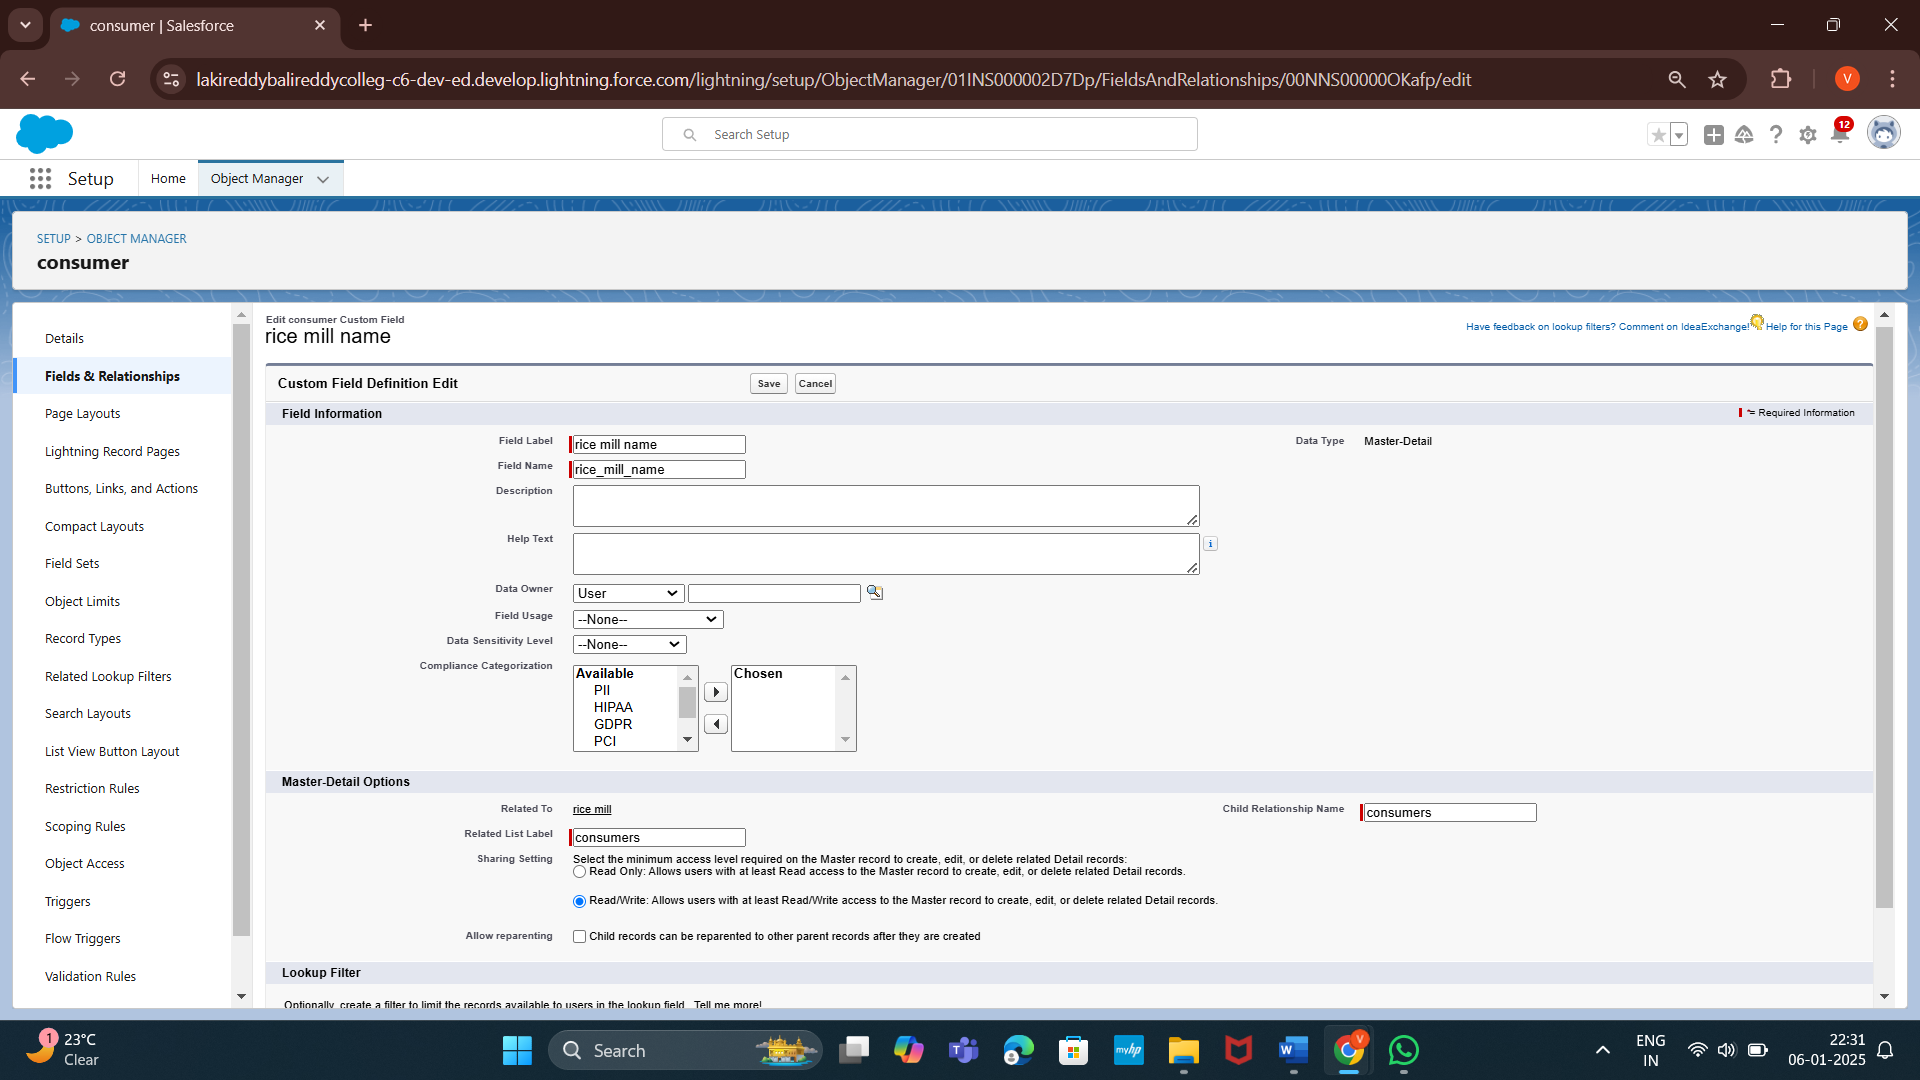 consumer | Salesforce
lakireddybalireddycolleg-c6-dev-ed.develop.lightning.force.com/lightning/setup/ObjectManager/01INS000002D7Dp/FieldsAndRelationships/00NNS00000OKafp/edit
V
Search Setup
12
Setup
Home
Object Manager
SETUP > OBJECT MANAGER
consumer
Details
Fields & Relationships
Page Layouts
Lightning Record Pages
Buttons, Links, and Actions
Compact Layouts
Field Sets
Object Limits
Record Types
Related Lookup Filters
Search Layouts
List View Button Layout
Restriction Rules
Scoping Rules
Object Access
Triggers
Flow Triggers
Validation Rules
Edit consumer Custom Field
rice mill name
Have feedback on lookup filters? Comment on IdeaExchange!
Help for this Page
Custom Field Definition Edit
Save
Cancel
Field Information
= Required Information
Field Label
rice mill name
Data Type
Master-Detail
Field Name
rice_mill_name
Description
Help Text
i
Data Owner
User
Field Usage
--None--
Data Sensitivity Level
--None--
Compliance Categorization
Available
PII
HIPAA
GDPR
PCI
Chosen
Master-Detail Options
Related To
rice mill
Child Relationship Name
consumers
Related List Label
consumers
Sharing Setting
Select the minimum access level required on the Master record to create, edit, or delete related Detail records:
Read Only: Allows users with at least Read access to the Master record to create, edit, or delete related Detail records.
Read/Write: Allows users with at least Read/Write access to the Master record to create, edit, or delete related Detail records.
Allow reparenting
Child records can be reparented to other parent records after they are created
Lookup Filter
Optionally, create a filter to limit the records available to users in the lookup field. Tell me more!
1
23°C
Clear
Search
myhp
V
ENG
IN
22:31
06-01-2025